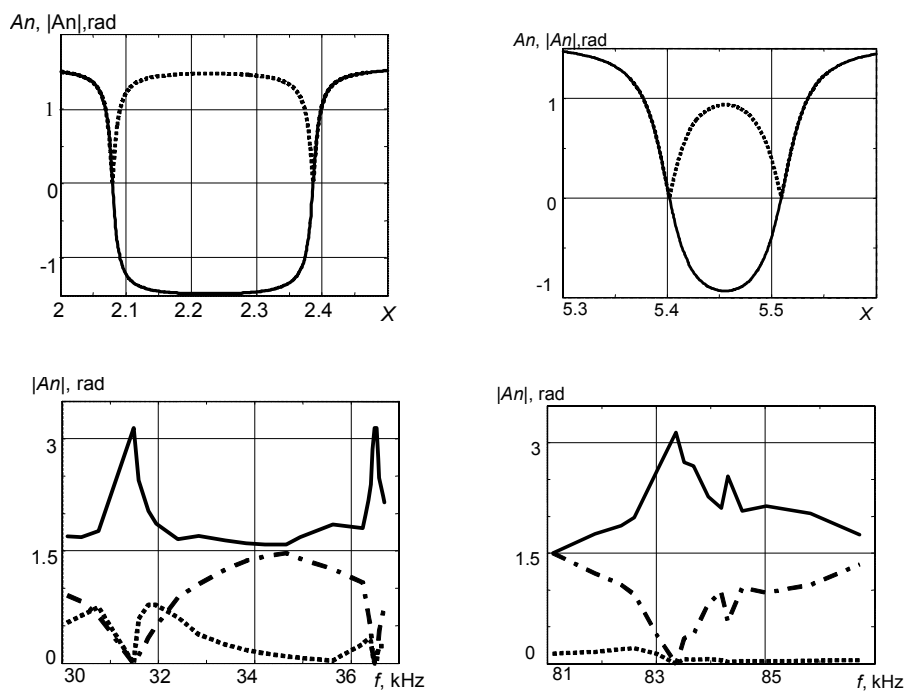 An, |An|,rad
1
0
-1
2 2.1 2.2 2.3 2.4 X
An, |An|,rad
1
0
-1
5.3 5.4 5.5 X
|An|, rad
3
1.5
0
30 32 34 36 f, kHz
|An|, rad
3
1.5
0
81 83 85 f, kHz